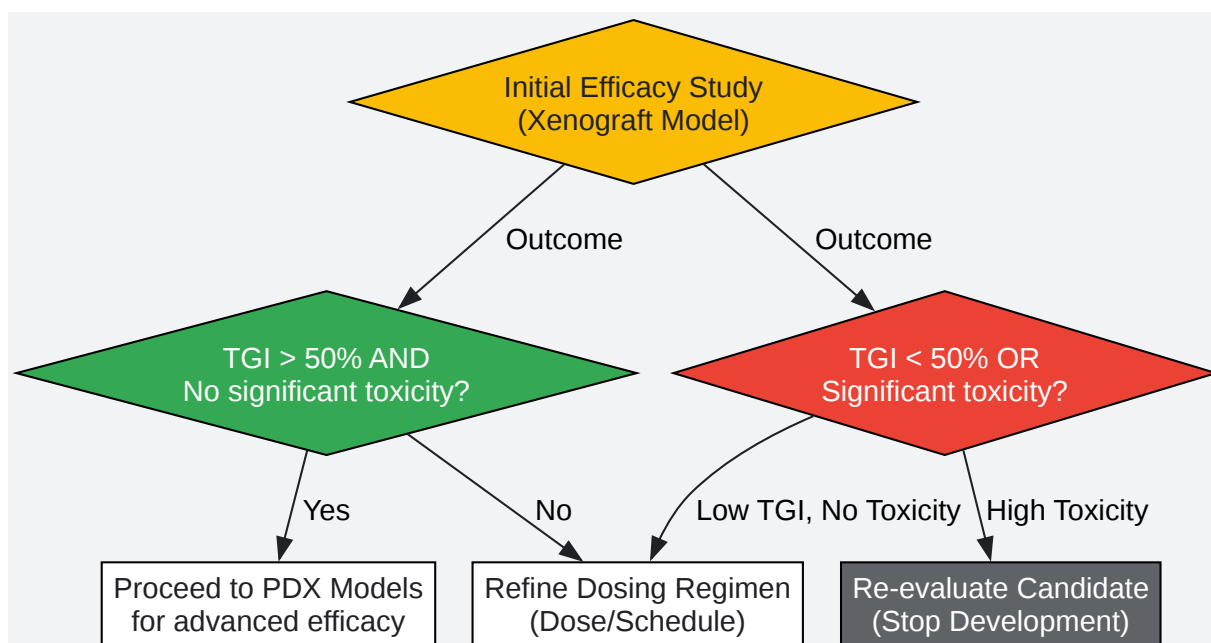 Initial Efficacy Study
(Xenograft Model)
Outcome
Outcome
TGI > 50% AND
No significant toxicity?
TGI < 50% OR
Significant toxicity?
Yes
No
Low TGI, No Toxicity
High Toxicity
Proceed to PDX Models
for advanced efficacy
Refine Dosing Regimen
(Dose/Schedule)
Re-evaluate Candidate
(Stop Development)